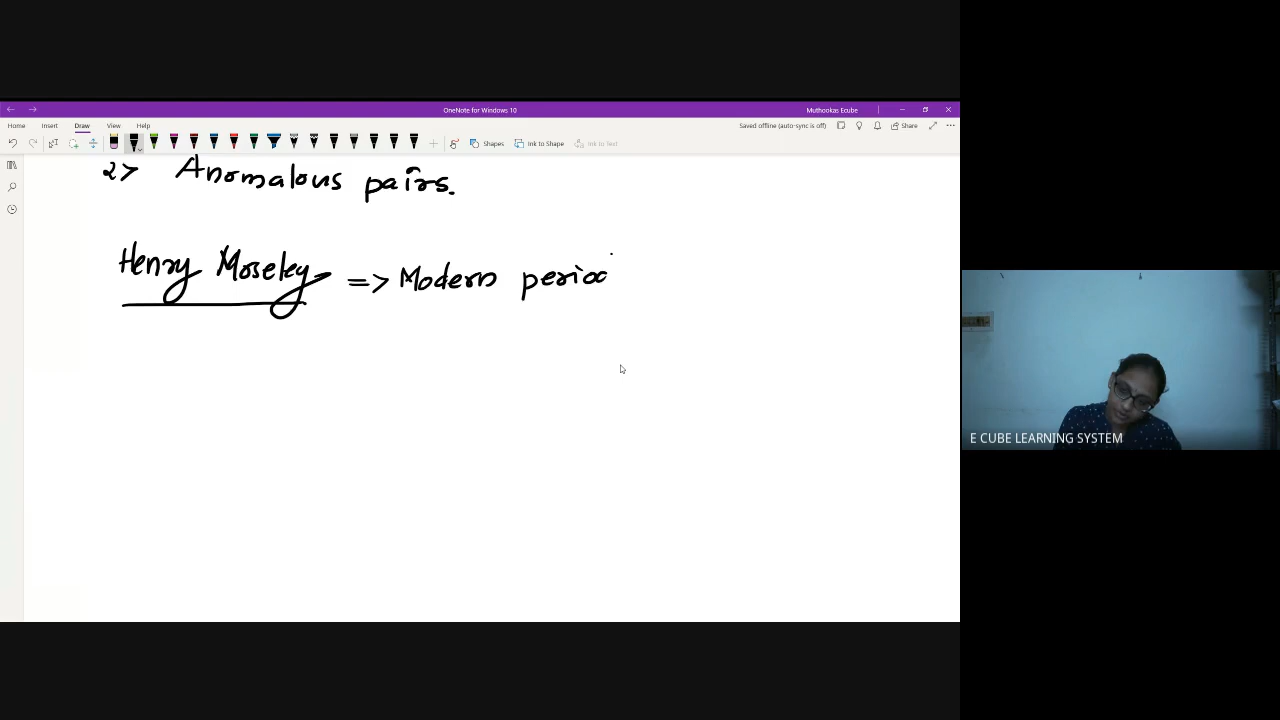 OneNote for Windows 10
Muthookas Ecube
Home Insert Draw View Help
Saved offline (auto-sync is off) Share
Shapes Ink to Shape Ink to Text
2> Anomalous pairs.
Henry Moseley => Modern perio
E CUBE LEARNING SYSTEM